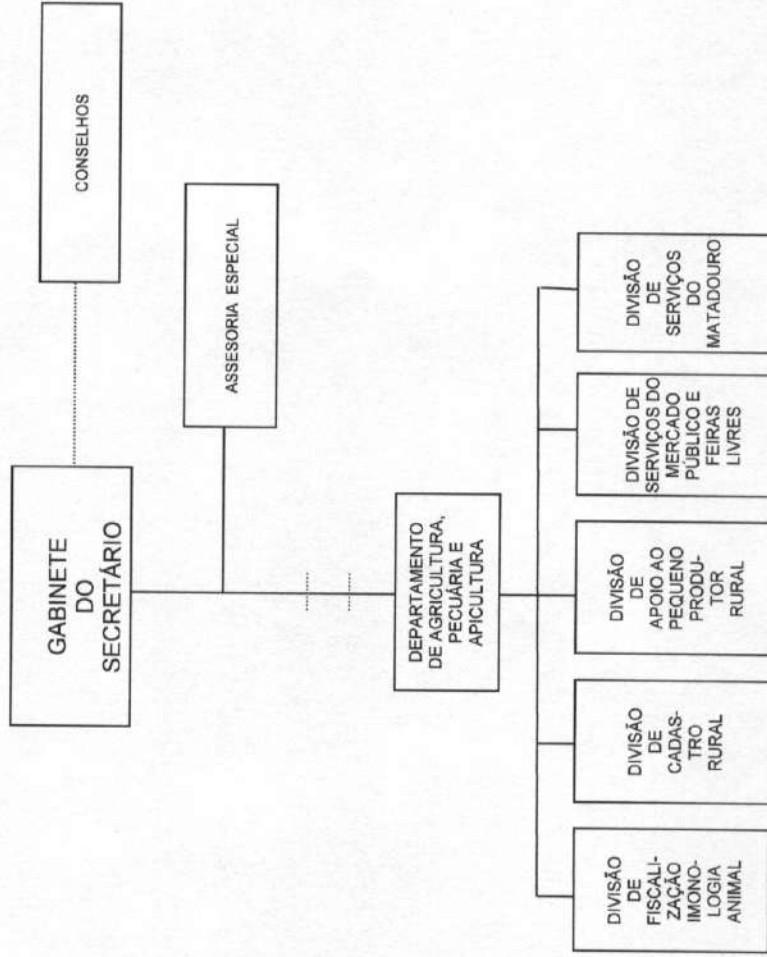 GABINETE
DO
SECRETÁRIO
CONSELHOS
ASSESORIA ESPECIAL
DEPARTAMENTO
DE AGRICULTURA,
PECUÁRIA E
APICULTURA
DIVISÃO
DE
FISCALI-
ZAÇÃO
IMONO-
LOGIA
ANIMAL
DIVISÃO
DE
CADAS-
TRO
RURAL
DIVISÃO
DE
APOIO AO
PEQUENO
PRODU-
TOR
RURAL
DIVISÃO DE
SERVIÇOS DO
MERCADO
PÚBLICO E
FEIRAS
LIVRES
DIVISÃO
DE
SERVIÇOS
DO
MATADOURO